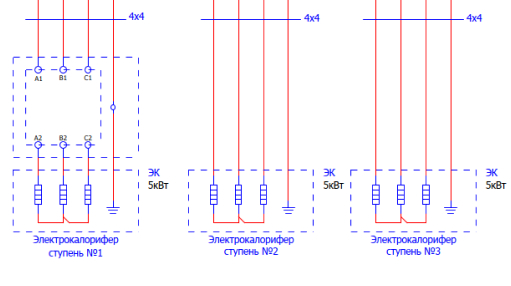 4x4
4x4
4x4
A1
B1
C1
A2
B2
C2
ЭК
5кВт
ЭК
5кВт
ЭК
5кВт
Электрокалорифер
ступень №1
Электрокалорифер
ступень №2
Электрокалорифер
ступень №3